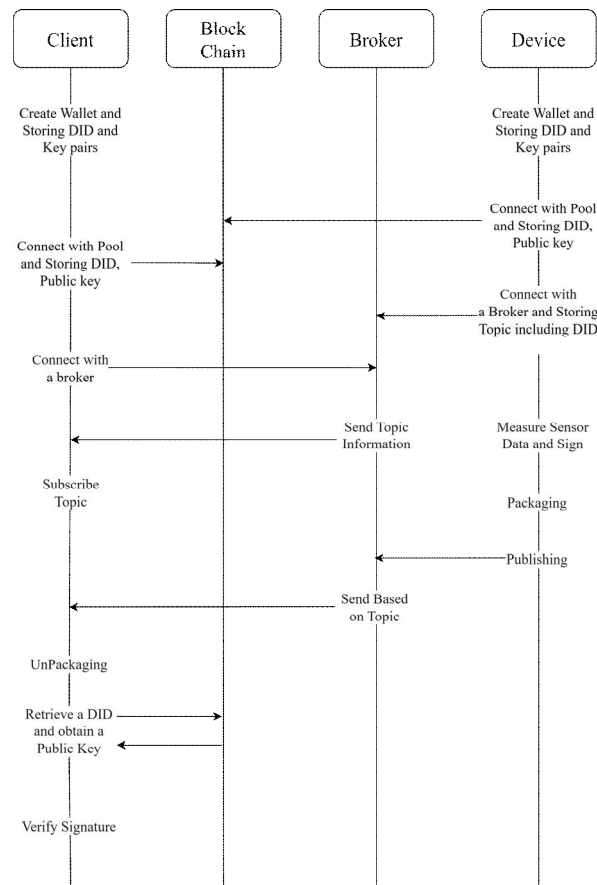 Client
Block
Chain
Broker
Device
Create Wallet and
Storing DID and
Key pairs
Create Wallet and
Storing DID and
Key pairs
Connect with Pool
and Storing DID,
Public key
Connect with Pool
and Storing DID,
Public key
Connect with
a Broker and Storing
Topic including DID
Connect with
a broker
Send Topic
Information
Measure Sensor
Data and Sign
Subscribe
Topic
Packaging
Publishing
Send Based
on Topic
UnPackaging
Retrieve a DID
and obtain a
Public Key
Verify Signature